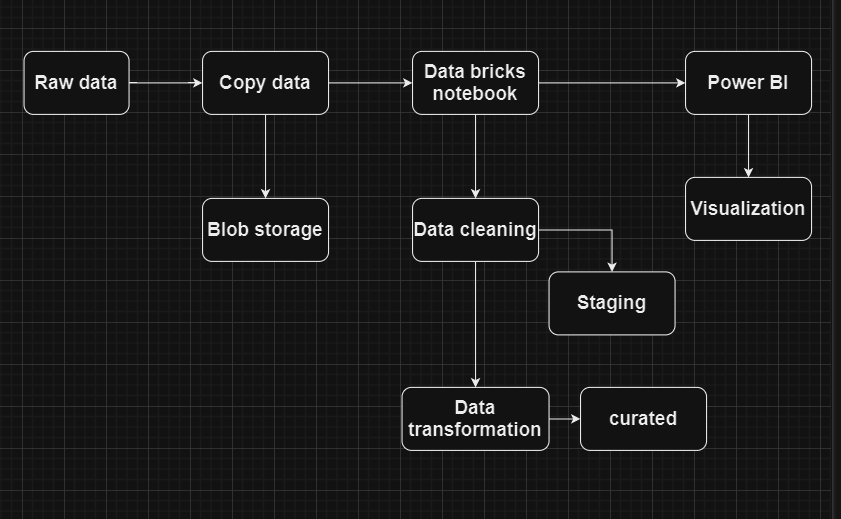 Raw data
Copy data
Data bricks
notebook
Power BI
Blob storage
Data cleaning
Visualization
Staging
Data
transformation
curated